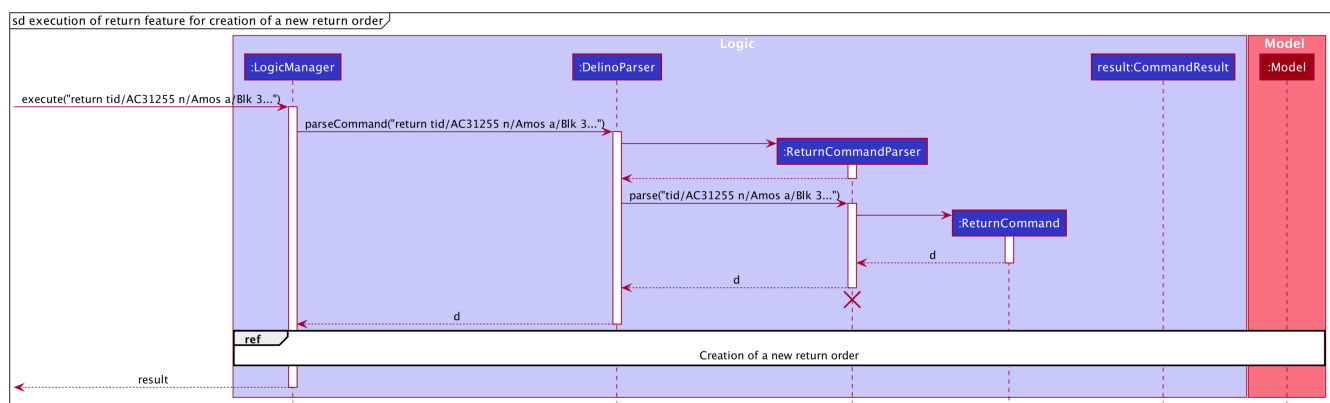 sd execution of return feature for creation of a new return order
Logic
Model
:LogicManager
:DelinoParser
result:CommandResult
:Model
execute("return tid/AC31255 n/Amos a/Blk 3...")
parseCommand("return tid/AC31255 n/Amos a/Blk 3...")
:ReturnCommandParser
parse("tid/AC31255 n/Amos a/Blk 3...")
:ReturnCommand
d
d
d
ref
Creation of a new return order
result